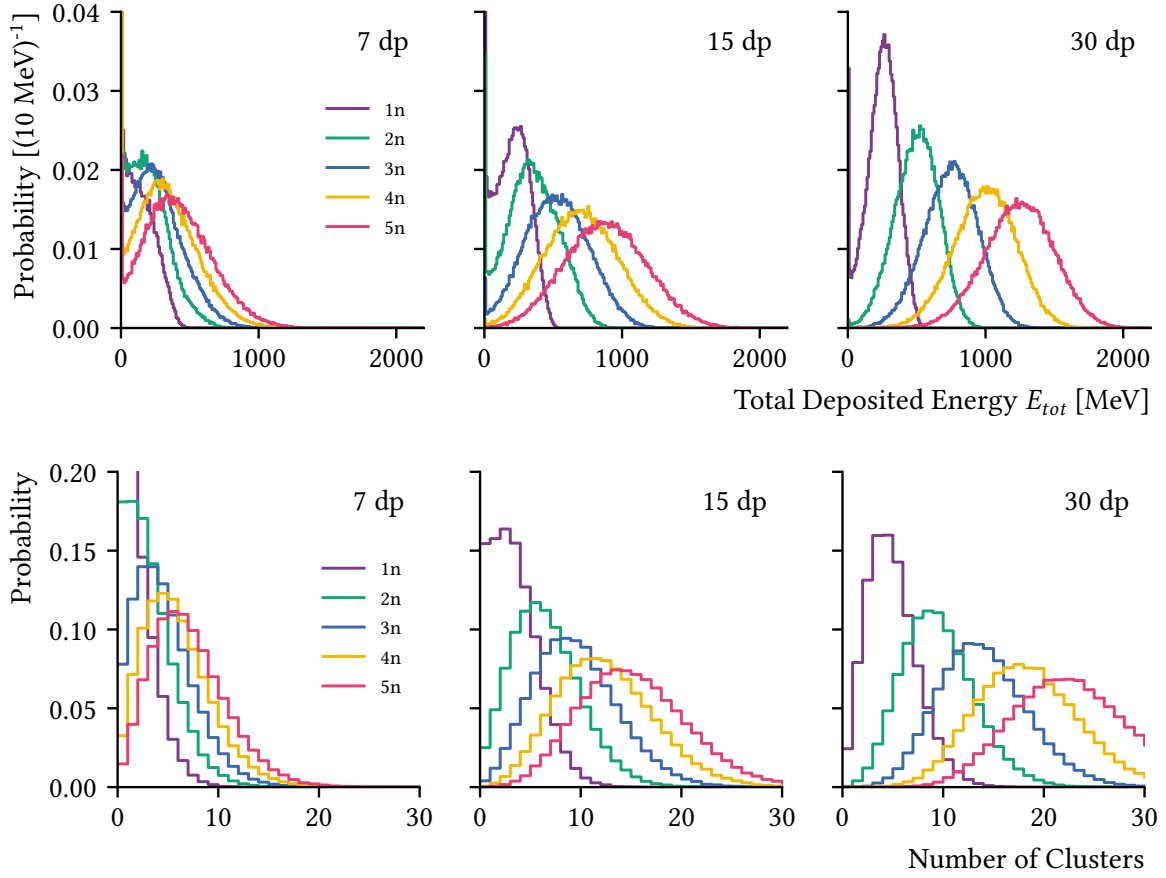 Probability [(10 MeV)⁻¹]
0.04
0.03
0.02
0.01
0.00
7 dp
1n
2n
3n
4n
5n
0 1000 2000
15 dp
0 1000 2000
30 dp
0 1000 2000
Total Deposited Energy E_tot [MeV]
Probability
0.20
0.15
0.10
0.05
0.00
7 dp
1n
2n
3n
4n
5n
0 10 20 30
15 dp
0 10 20 30
30 dp
0 10 20 30
Number of Clusters